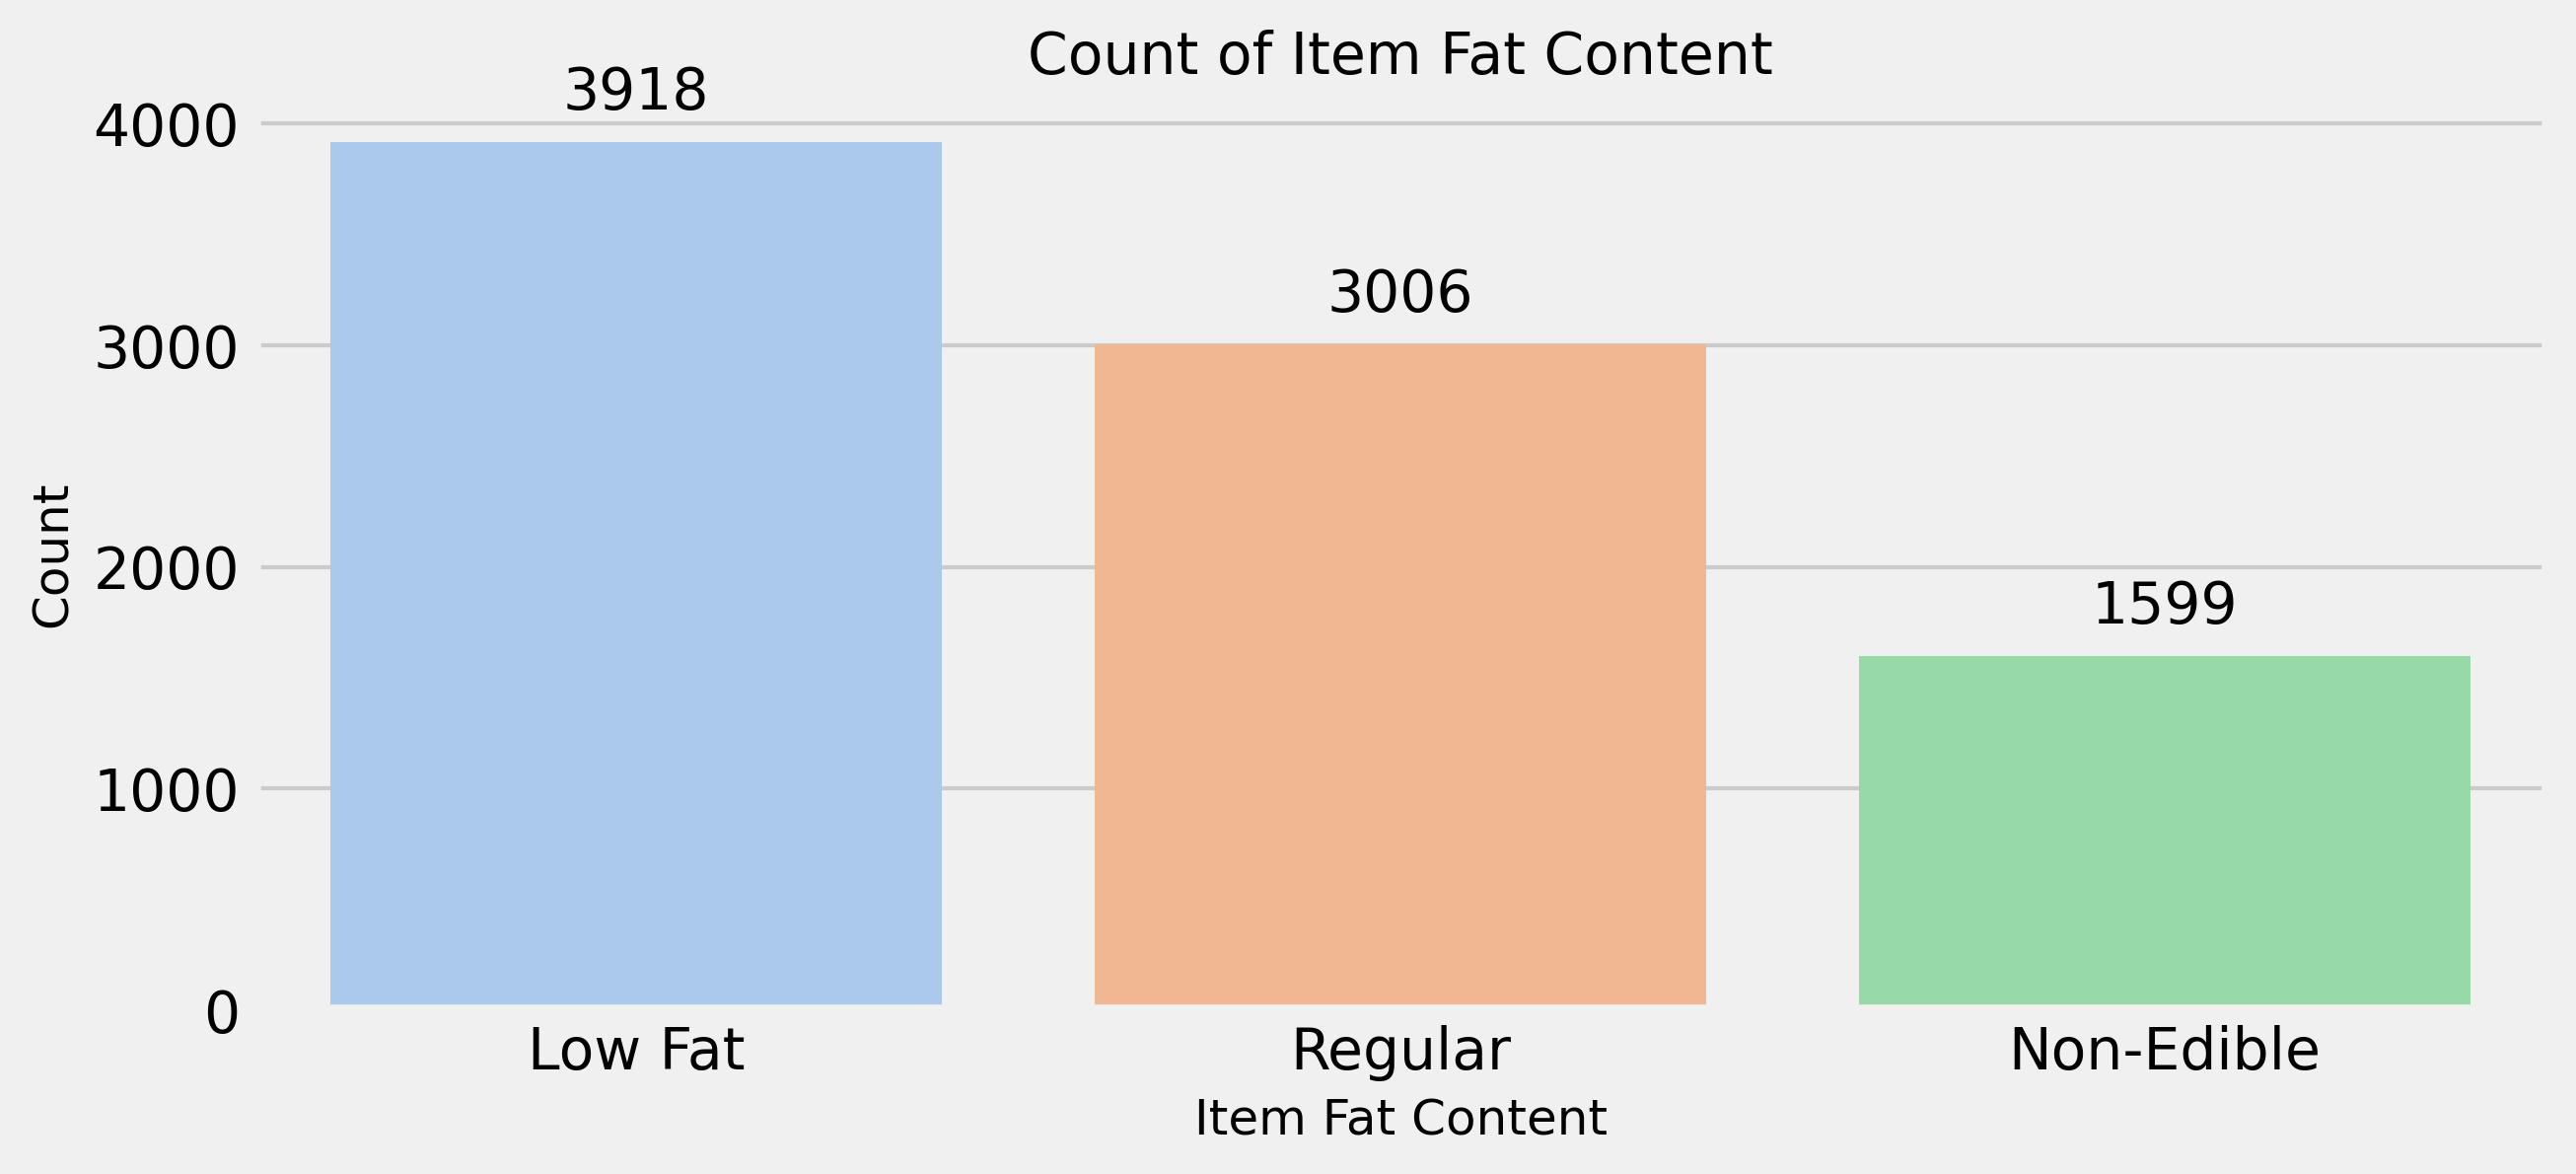 Count of Item Fat Content
3918
4000
3006
3000
Count
2000
1599
1000
0
Low Fat
Regular
Non-Edible
Item Fat Content